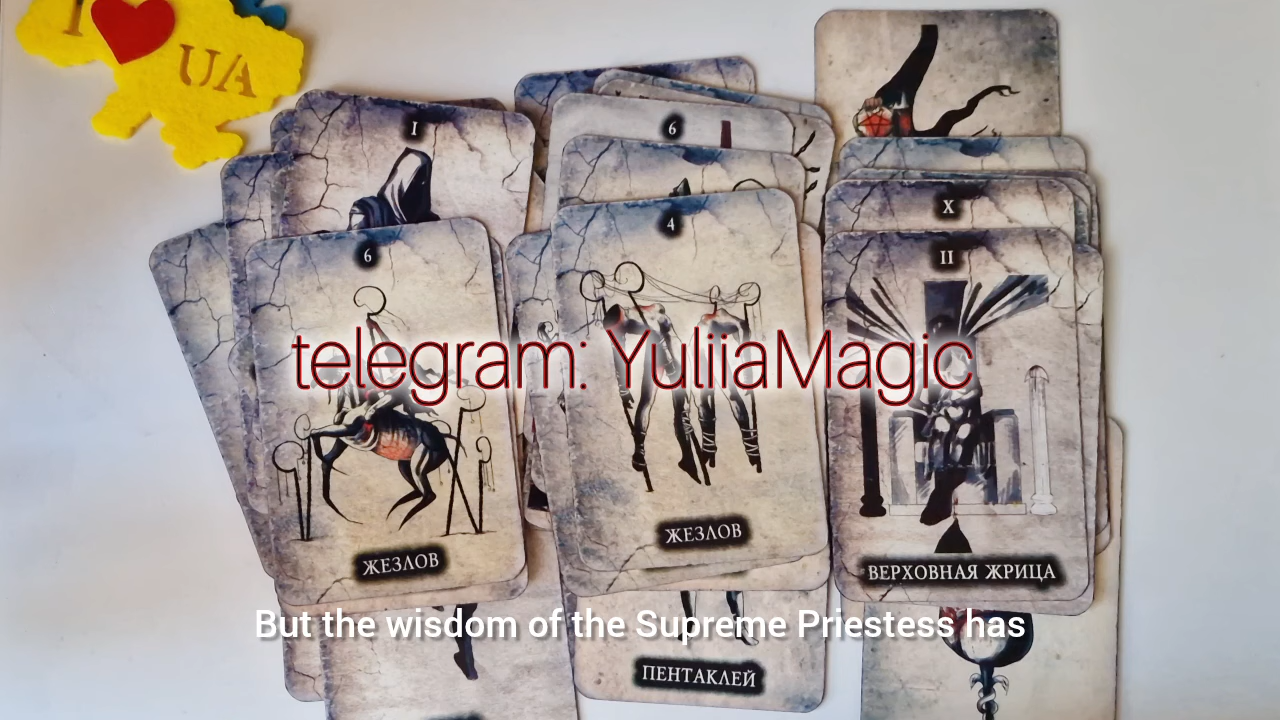 I UA
I
6
X
6
4
II
telegram: YuliiaMagic
ЖЕЗЛОВ
ЖЕЗЛОВ
ВЕРХОВНАЯ ЖРИЦА
But the wisdom of the Supreme Priestess has
ПЕНТАКЛЕЙ